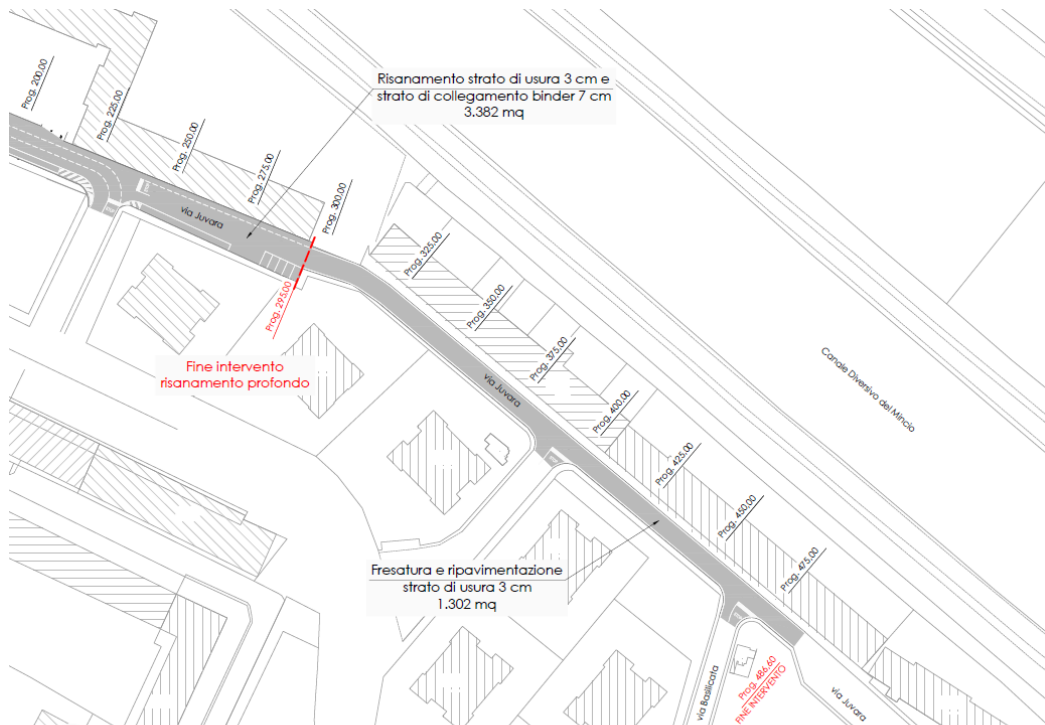 Prog. 200.00
Prog. 225.00
Prog. 250.00
Prog. 275.00
Prog. 300.00
Risanamento strato di usura 3 cm e
strato di collegamento binder 7 cm
3.382 mq
via Juvara
Prog. 295.00
Fine intervento
risanamento profondo
Prog. 325.00
Prog. 350.00
Prog. 375.00
Prog. 400.00
via Juvara
Canale Diversivo del Mincio
Prog. 425.00
Prog. 450.00
Prog. 475.00
Fresatura e ripavimentazione
strato di usura 3 cm
1.302 mq
via Basilicata
Prog. 486.60
FINE INTERVENTO
via Juvara